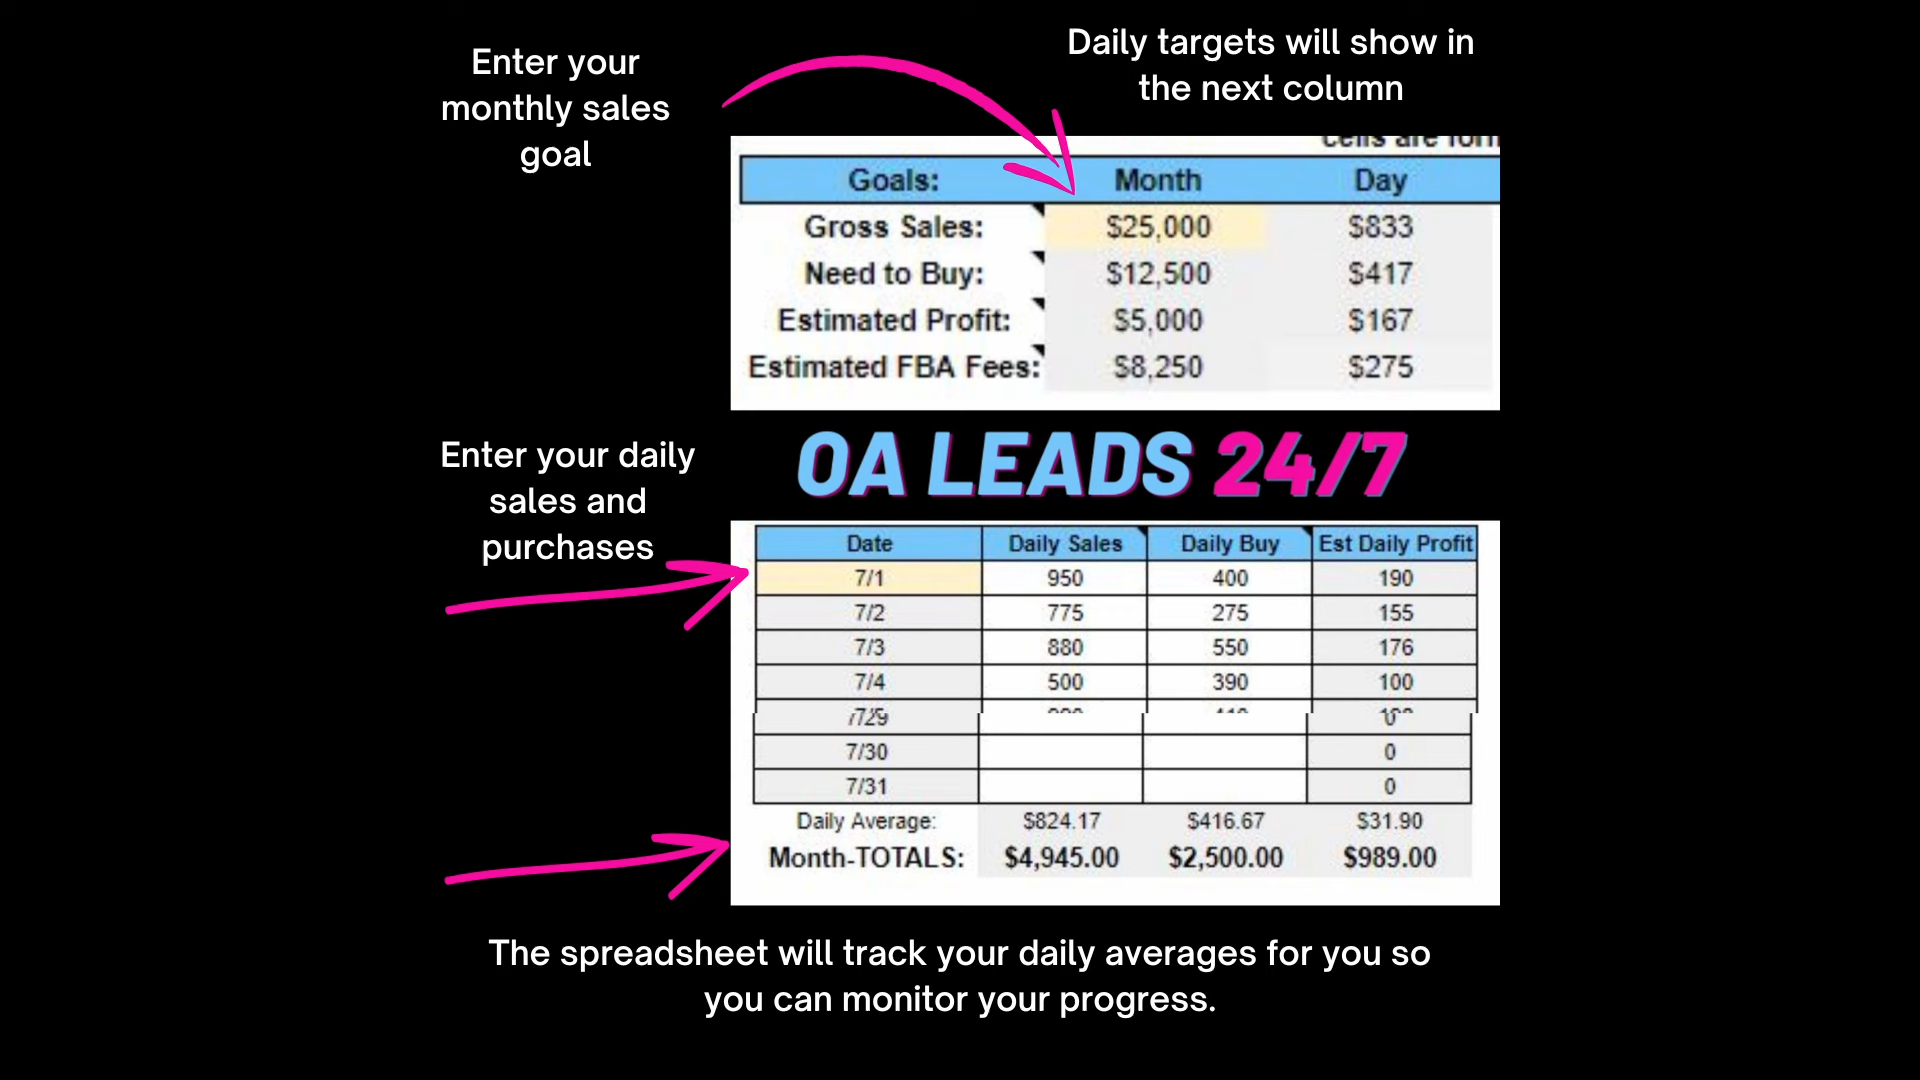 Enter your
monthly sales
goal
Daily targets will show in
the next column
cells are
Goals: Month Day
Gross Sales: $25,000 $833
Need to Buy: $12,500 $417
Estimated Profit: $5,000 $167
Estimated FBA Fees: $8,250 $275
OA LEADS 24/7
Enter your daily
sales and
purchases
Date Daily Sales Daily Buy Est Daily Profit
7/1 950 400 190
7/2 775 275 155
7/3 880 550 176
7/4 500 390 100
7/30 0
7/31 0
Daily Average: $824.17 $416.67 $31.90
Month-TOTALS: $4,945.00 $2,500.00 $989.00
The spreadsheet will track your daily averages for you so
you can monitor your progress.